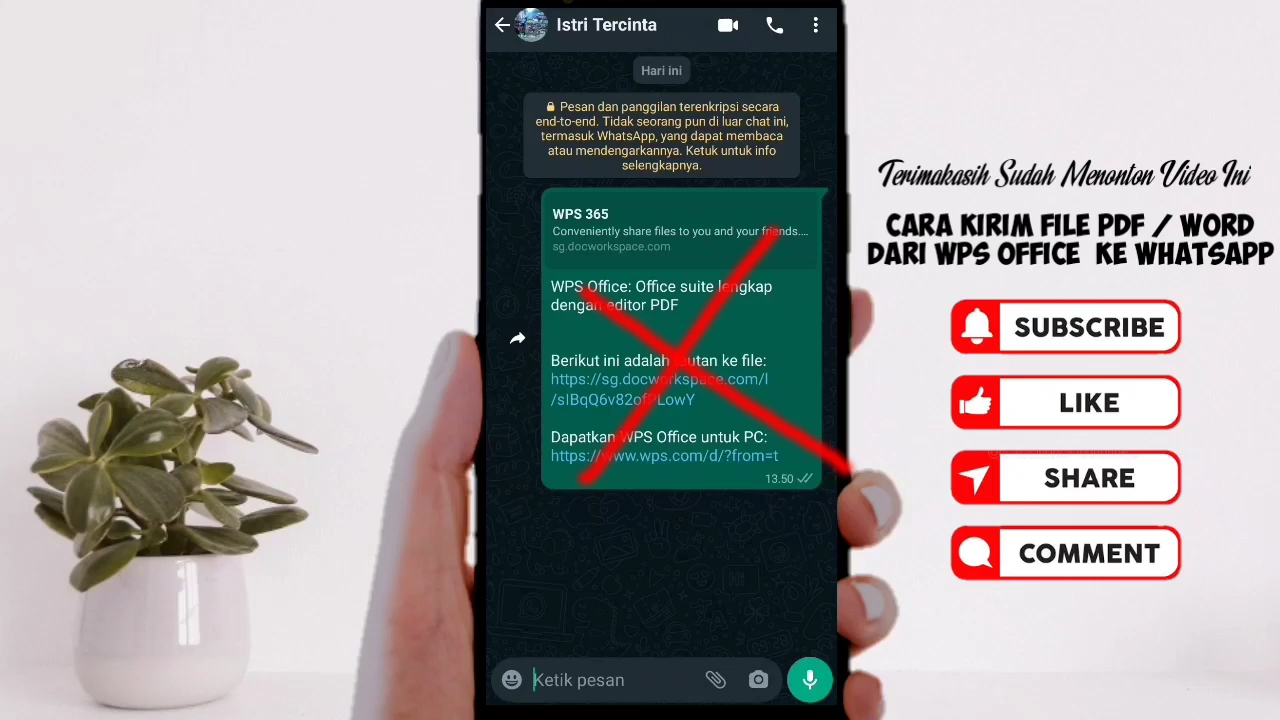 Istri Tercinta
Hari ini
Pesan dan panggilan terenkripsi secara
end-to-end. Tidak seorang pun di luar chat ini,
termasuk WhatsApp, yang dapat membaca
atau mendengarkannya. Ketuk untuk info
selengkapnya.
WPS 365
Conveniently share files to you and your friends....
sg.docworkspace.com
WPS Office: Office suite lengkap
dengan editor PDF
Berikut ini adalah tautan ke file:
https://sg.docworkspace.com/l
Dapatkan WPS Office untuk PC:
https://www.wps.com/d/?from=t
13.50
Ketik pesan
Terimakasih Sudah Menonton Video Ini
CARA KIRIM FILE PDF / WORD
DARI WPS OFFICE KE WHATSAPP
SUBSCRIBE
LIKE
SHARE
COMMENT